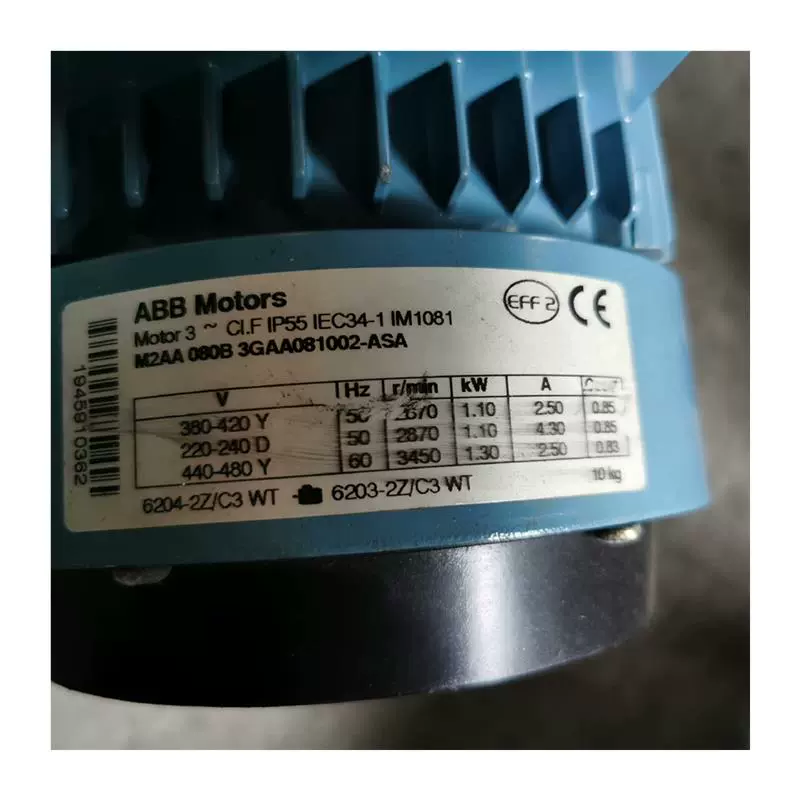 ABB Motors
EFF 2 CE
Motor 3 ~ Cl.F IP55 IEC34-1 IM1081
M2AA 080B 3GAA081002-ASA
V Hz r/min kW A
380-420 Y 50 2870 1.10 2.50 0.85
220-240 D 50 2870 1.10 4.30 0.85
440-480 Y 60 3450 1.30 2.50 0.83
10 kg
6204-2Z/C3 WT 6203-2Z/C3 WT
1945910362